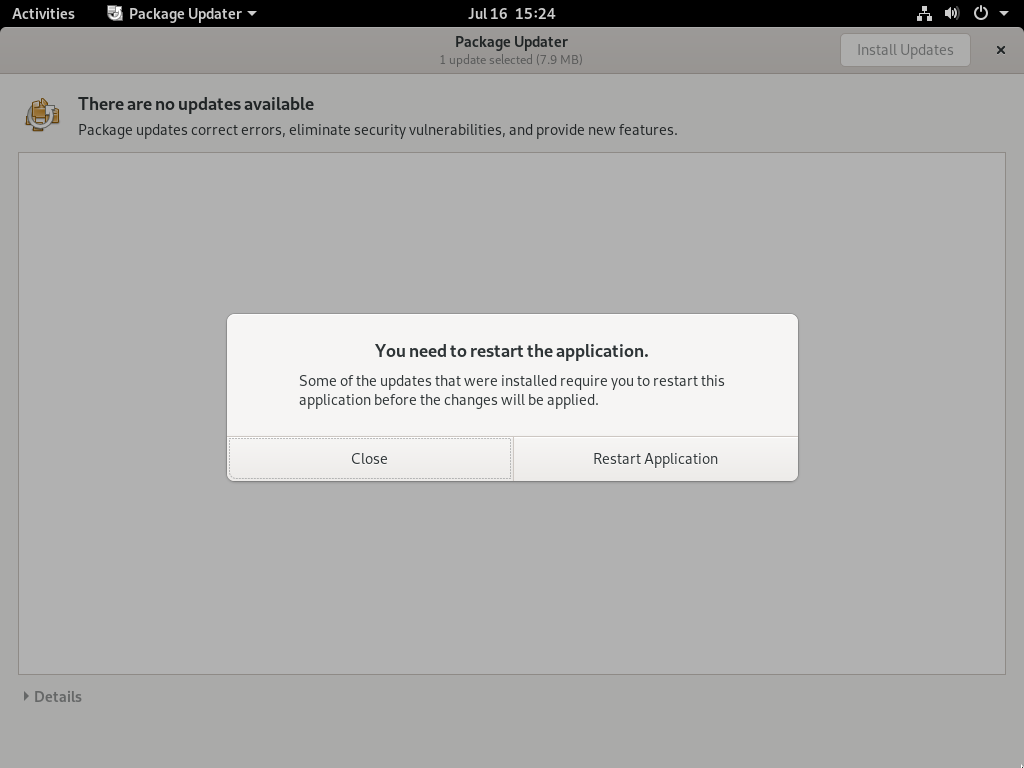 Activities Package Updater Jul 16 15:24
Package Updater
1 update selected (7.9 MB)
Install Updates
There are no updates available
Package updates correct errors, eliminate security vulnerabilities, and provide new features.
You need to restart the application.
Some of the updates that were installed require you to restart this
application before the changes will be applied.
Close Restart Application
Details